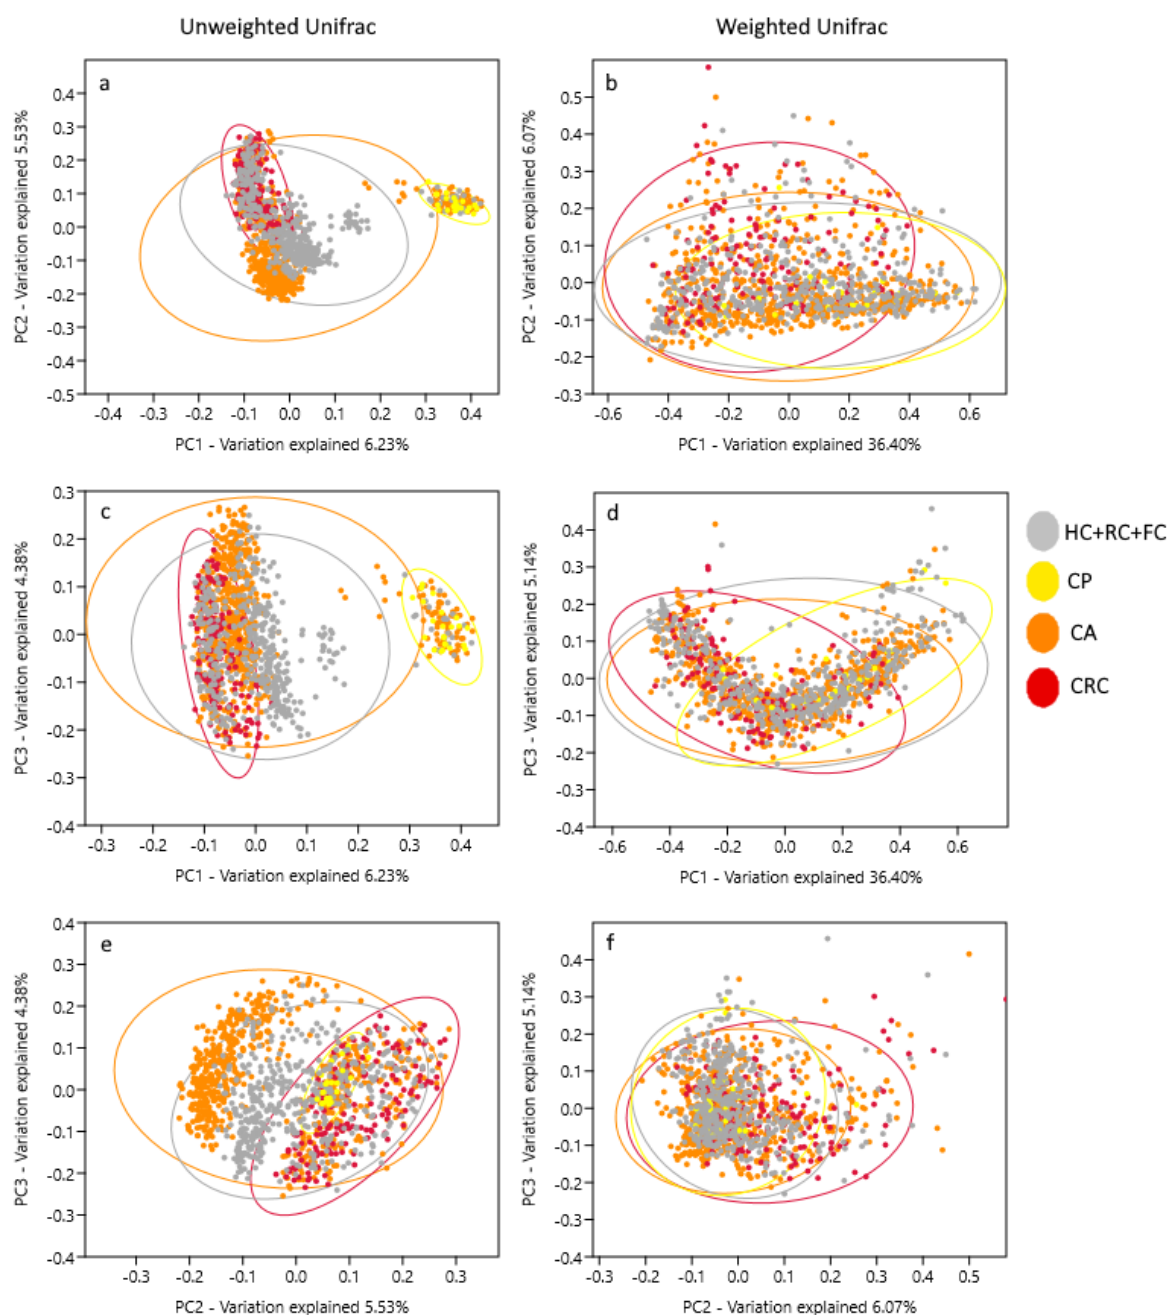 Unweighted Unifrac
Weighted Unifrac
a
PC2 - Variation explained 5.53%
0.4
0.3
0.2
0.1
0.0
-0.1
-0.2
-0.3
-0.4
-0.5
-0.4 -0.3 -0.2 -0.1 0.0 0.1 0.2 0.3 0.4
PC1 - Variation explained 6.23%
b
PC2 - Variation explained 6.07%
0.5
0.4
0.3
0.2
0.1
0.0
-0.1
-0.2
-0.3
-0.6 -0.4 -0.2 0.0 0.2 0.4 0.6
PC1 - Variation explained 36.40%
c
PC3 - Variation explained 4.38%
0.3
0.2
0.1
0.0
-0.1
-0.2
-0.3
-0.4
-0.3 -0.2 -0.1 0.0 0.1 0.2 0.3 0.4
PC1 - Variation explained 6.23%
d
PC3 - Variation explained 5.14%
0.4
0.3
0.2
0.1
0.0
-0.1
-0.2
-0.3
-0.4
-0.6 -0.4 -0.2 0.0 0.2 0.4 0.6
PC1 - Variation explained 36.40%
HC+RC+FC
CP
CA
CRC
e
PC3 - Variation explained 4.38%
0.4
0.3
0.2
0.1
0.0
-0.1
-0.2
-0.3
-0.4
-0.3 -0.2 -0.1 0.0 0.1 0.2 0.3
PC2 - Variation explained 5.53%
f
PC3 - Variation explained 5.14%
0.4
0.3
0.2
0.1
0.0
-0.1
-0.2
-0.3
-0.4
-0.3 -0.2 -0.1 0.0 0.1 0.2 0.3 0.4 0.5
PC2 - Variation explained 6.07%